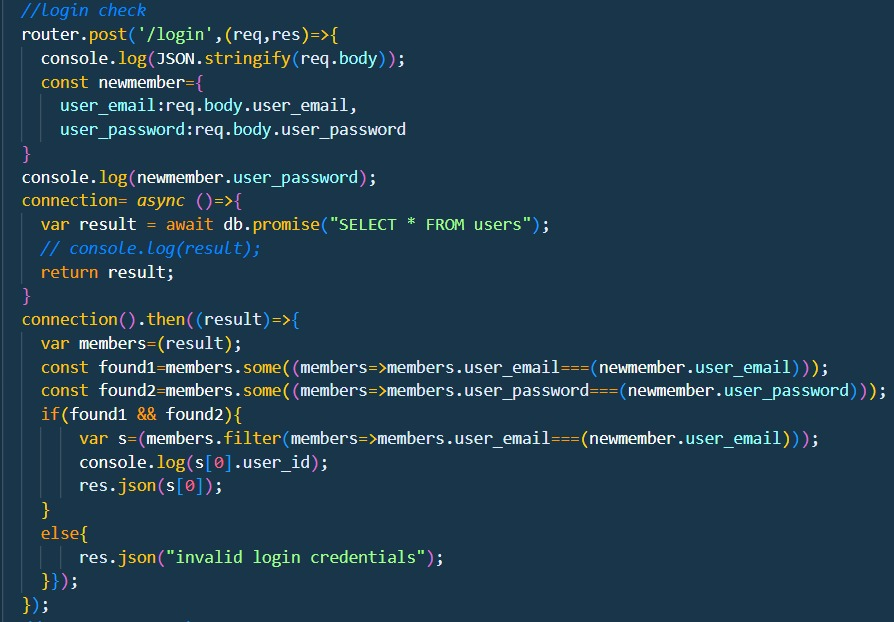 //login check
router.post('/login',(req,res)=>{
console.log(JSON.stringify(req.body));
const newmember={
user_email:req.body.user_email,
user_password:req.body.user_password
}
console.log(newmember.user_password);
connection= async ()=>{
var result = await db.promise("SELECT * FROM users");
// console.log(result);
return result;
}
connection().then((result)=>{
var members=(result);
const found1=members.some((members=>members.user_email===(newmember.user_email)));
const found2=members.some((members=>members.user_password===(newmember.user_password)));
if(found1 && found2){
var s=(members.filter(members=>members.user_email===(newmember.user_email)));
console.log(s[0].user_id);
res.json(s[0]);
}
else{
res.json("invalid login credentials");
}});
});